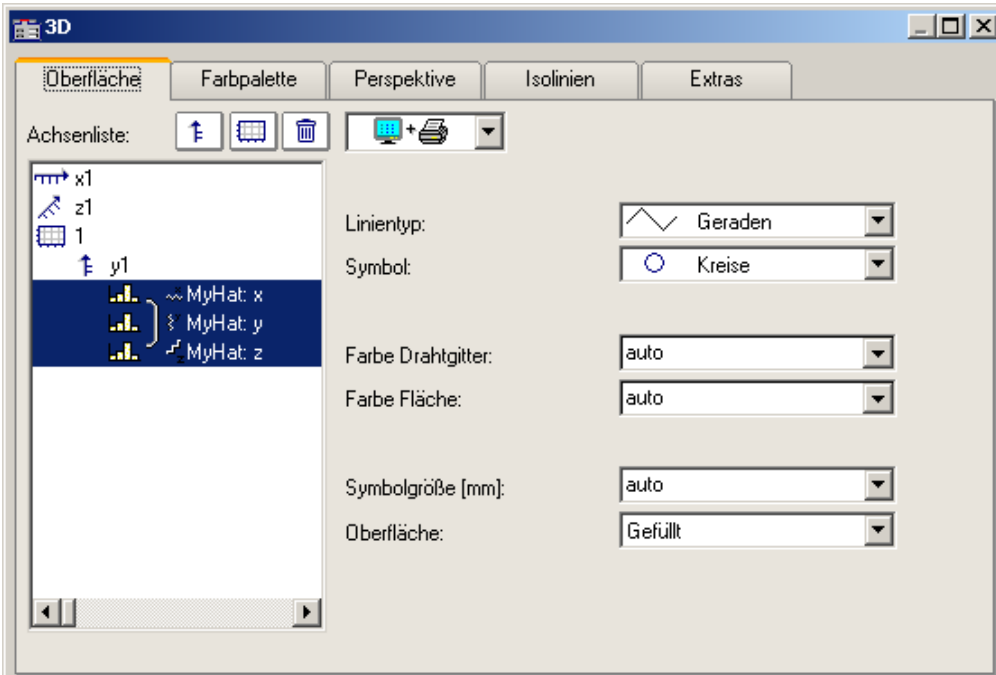 3D
Oberfläche Farbpalette Perspektive Isolinien Extras
Achsenliste:
x1
z1
1
y1
MyHat: x
MyHat: y
MyHat: z
Linientyp: Geraden
Symbol: Kreise
Farbe Drahtgitter: auto
Farbe Fläche: auto
Symbolgröße [mm]: auto
Oberfläche: Gefüllt